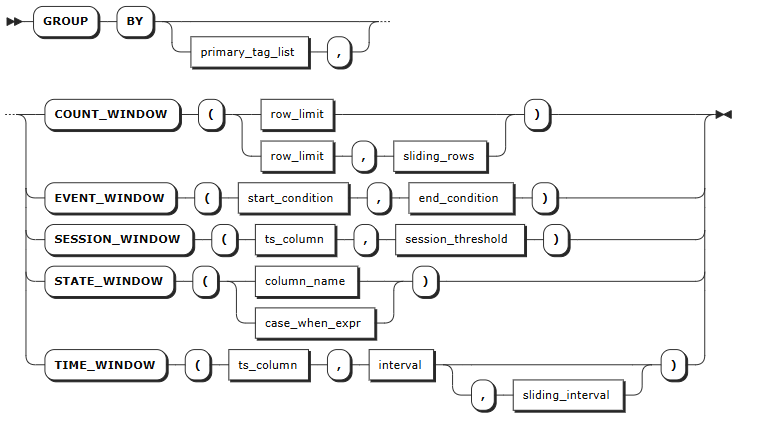 GROUP BY
primary_tag_list ,
COUNT_WINDOW ( row_limit )
row_limit , sliding_rows
EVENT_WINDOW ( start_condition , end_condition )
SESSION_WINDOW ( ts_column , session_threshold )
STATE_WINDOW ( column_name )
case_when_expr
TIME_WINDOW ( ts_column , interval )
, sliding_interval